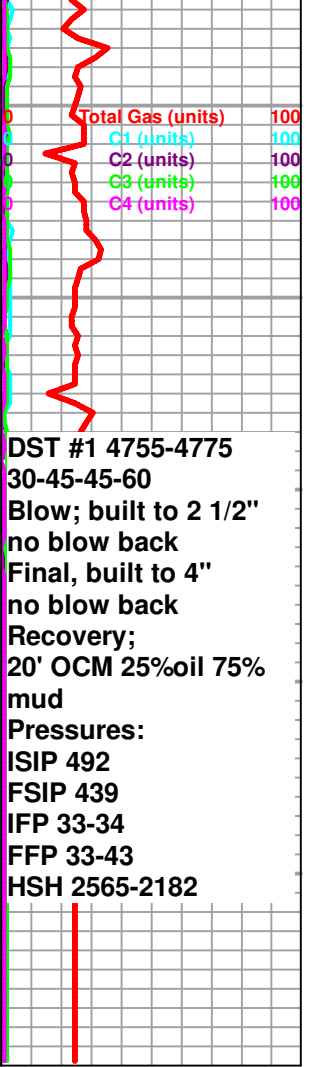 0 Total Gas (units) 100
0 C1 (units) 100
0 C2 (units) 100
0 C3 (units) 100
0 C4 (units) 100
DST #1 4755-4775
30-45-45-60
Blow; built to 2 1/2"
no blow back
Final, built to 4"
no blow back
Recovery;
20' OCM 25%oil 75%
mud
Pressures:
ISIP 492
FSIP 439
IFP 33-34
FFP 33-43
HSH 2565-2182